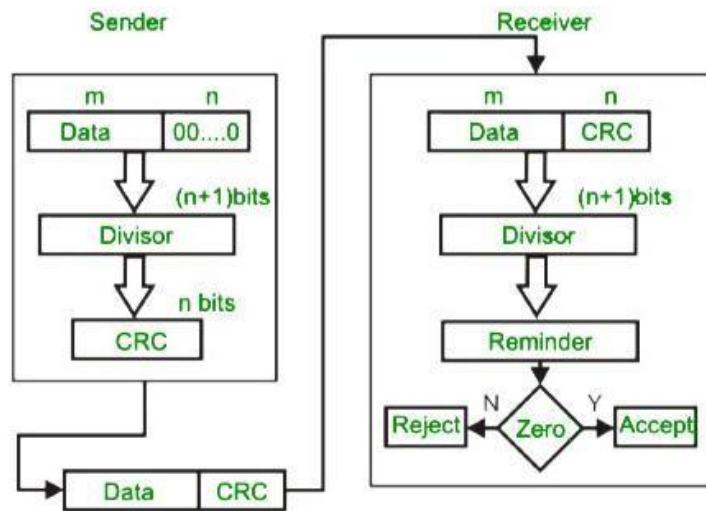 Sender
m n
Data 00....0
(n+1)bits
Divisor
n bits
CRC
Data CRC
Receiver
m n
Data CRC
(n+1)bits
Divisor
Reminder
N Y
Reject Zero Accept